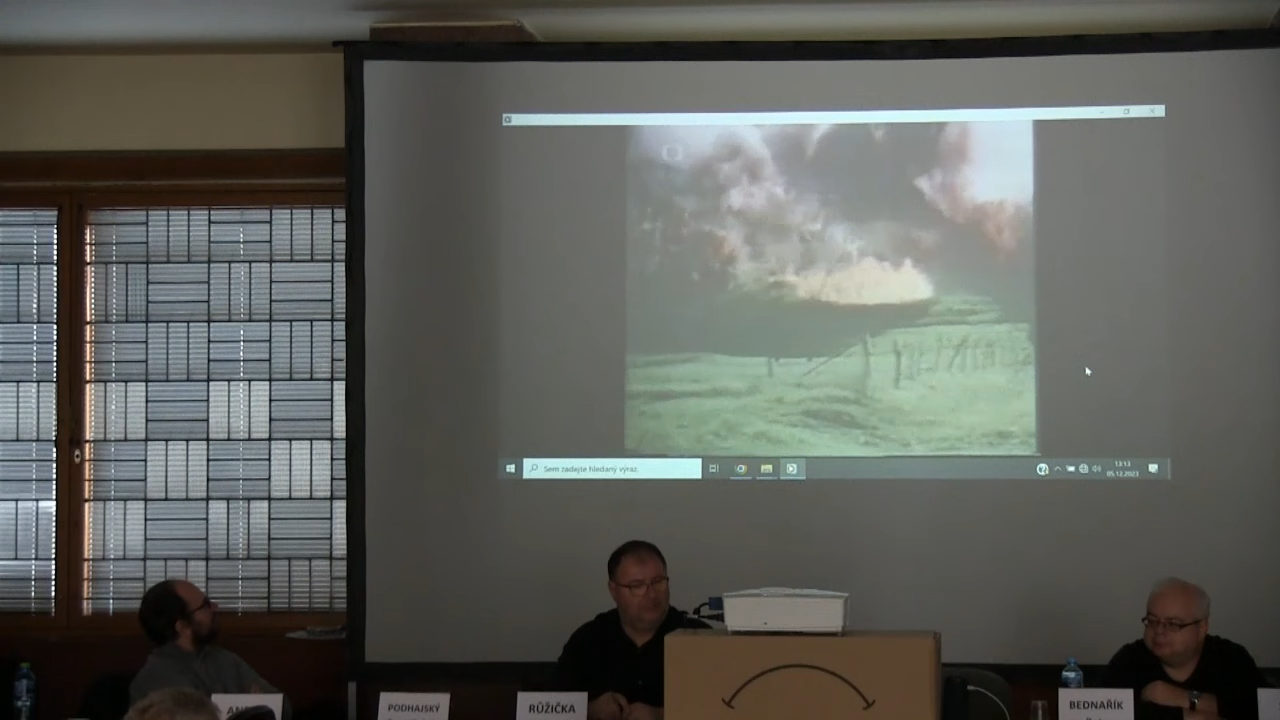 Sem zadejte hledaný výraz.
13:13
05.12.2023
PODHAJSKÝ
RŮŽIČKA
BEDNAŘÍK